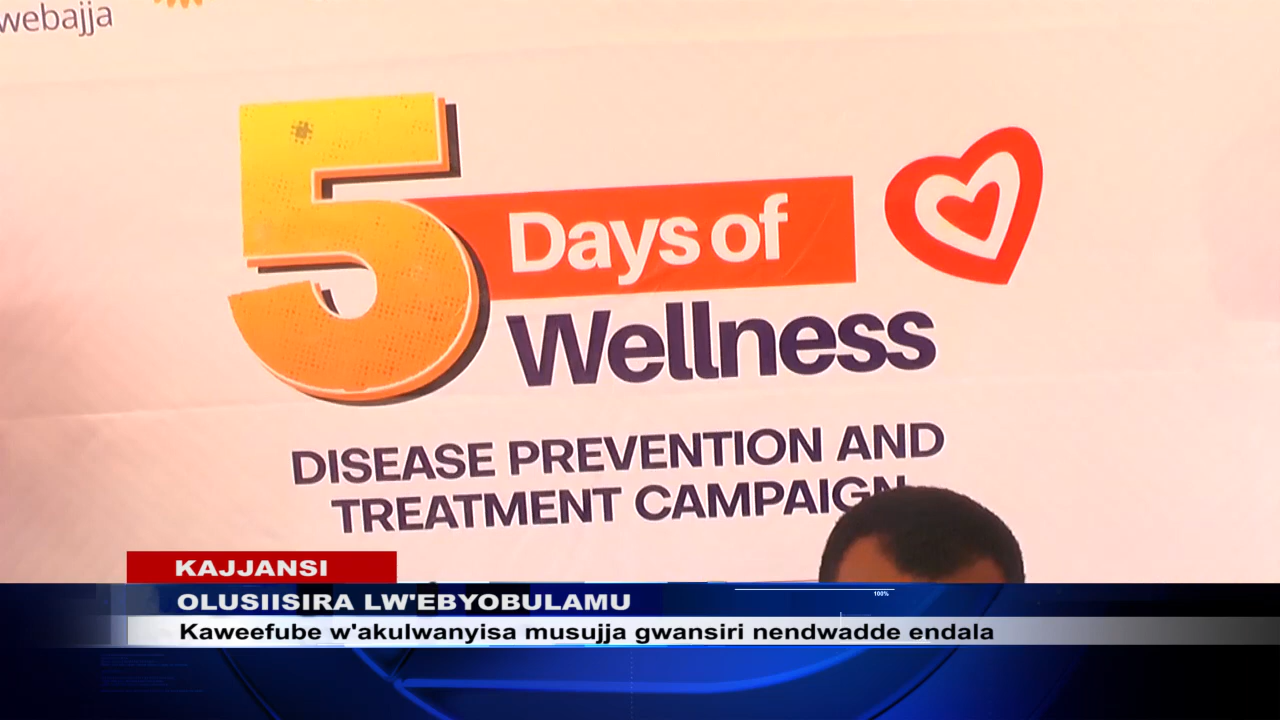 webajja
5
Days of
Wellness
DISEASE PREVENTION AND
TREATMENT CAMPAIGN
KAJJANSI
OLUSIISIRA LW'EBYOBULAMU
100%
Kaweefube w'akulwanyisa musujja gwansiri nendwadde endala